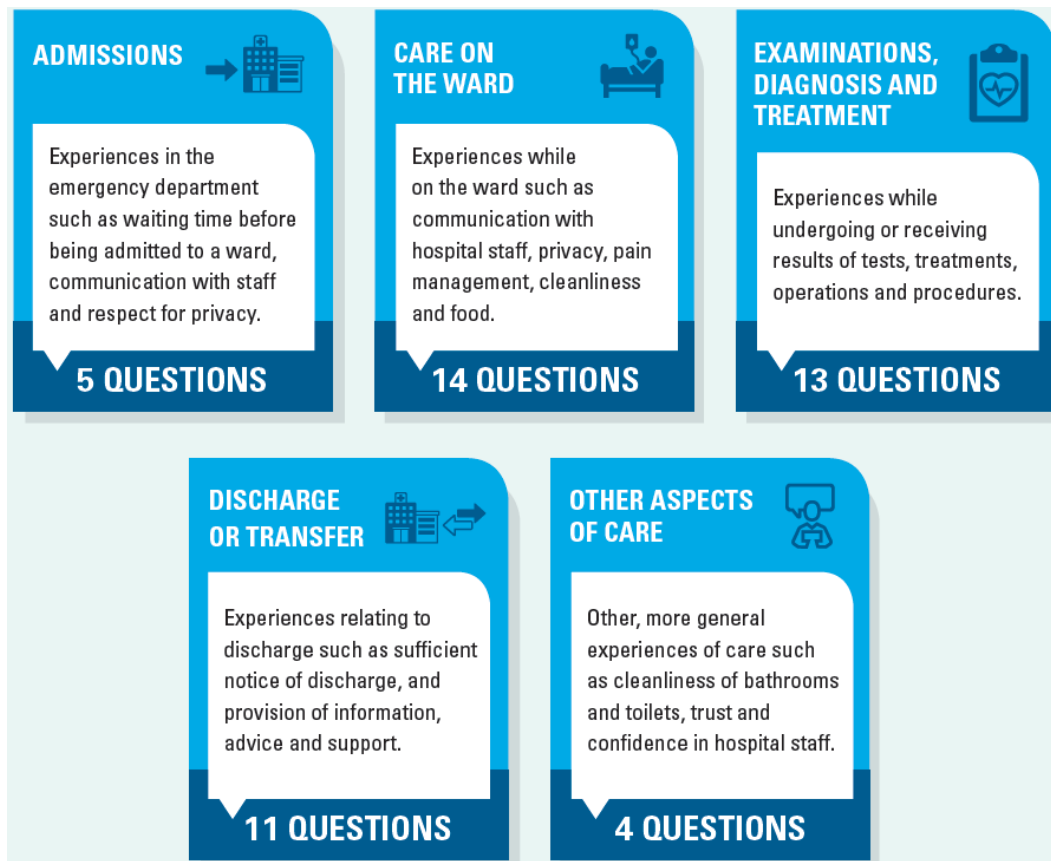 ADMISSIONS
Experiences in the
emergency department
such as waiting time before
being admitted to a ward,
communication with staff
and respect for privacy.
5 QUESTIONS
CARE ON
THE WARD
Experiences while
on the ward such as
communication with
hospital staff, privacy, pain
management, cleanliness
and food.
14 QUESTIONS
EXAMINATIONS,
DIAGNOSIS AND
TREATMENT
Experiences while
undergoing or receiving
results of tests, treatments,
operations and procedures.
13 QUESTIONS
DISCHARGE
OR TRANSFER
Experiences relating to
discharge such as sufficient
notice of discharge, and
provision of information,
advice and support.
11 QUESTIONS
OTHER ASPECTS
OF CARE
Other, more general
experiences of care such
as cleanliness of bathrooms
and toilets, trust and
confidence in hospital staff.
4 QUESTIONS